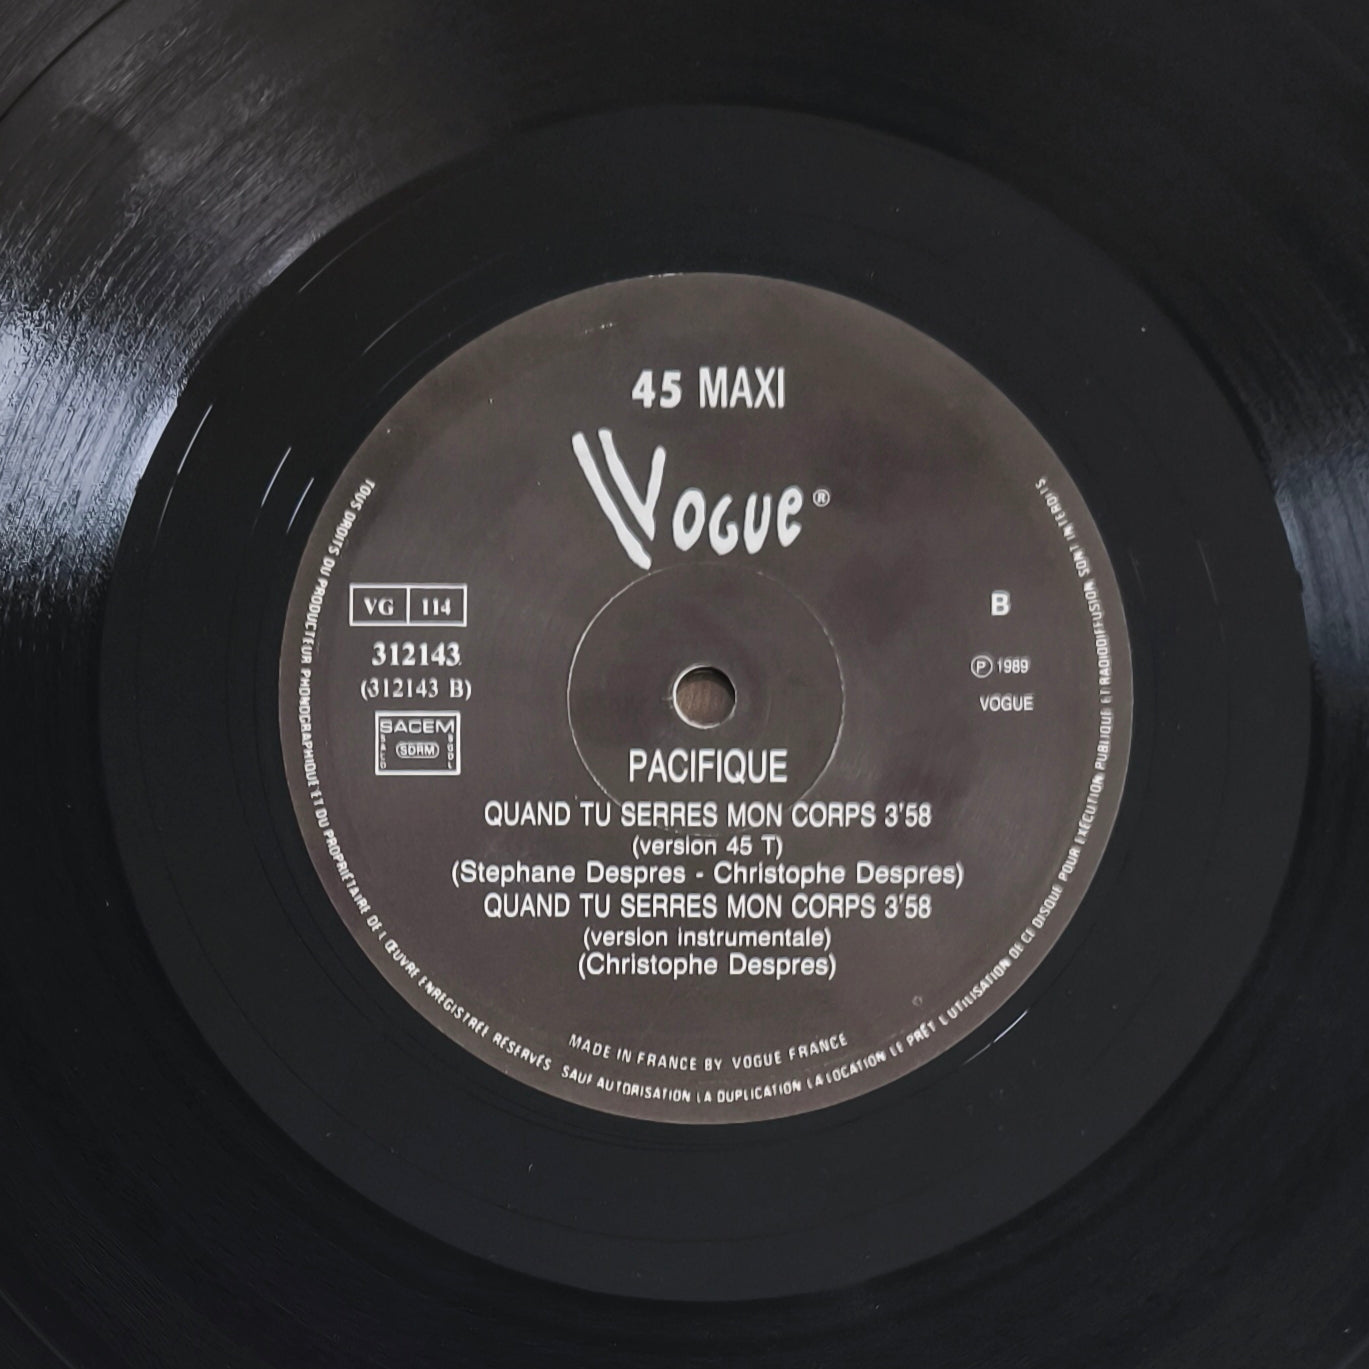 45 MAXI
Vogue®
VG 114
312143
(312143 B)
SACEM
SACD SDRM SGDL
B
℗ 1989
VOGUE
PACIFIQUE
QUAND TU SERRES MON CORPS 3'58
(version 45 T)
(Stephane Despres - Christophe Despres)
QUAND TU SERRES MON CORPS 3'58
(version instrumentale)
(Christophe Despres)
MADE IN FRANCE BY VOGUE FRANCE
TOUS DROITS DU PRODUCTEUR PHONOGRAPHIQUE ET DU PROPRIÉTAIRE DE L'ŒUVRE ENREGISTRÉE RÉSERVÉS SAUF AUTORISATION LA DUPLICATION LA LOCATION LE PRÊT L'UTILISATION DE CE DISQUE POUR EXÉCUTION PUBLIQUE ET RADIODIFFUSION SONT INTERDITS